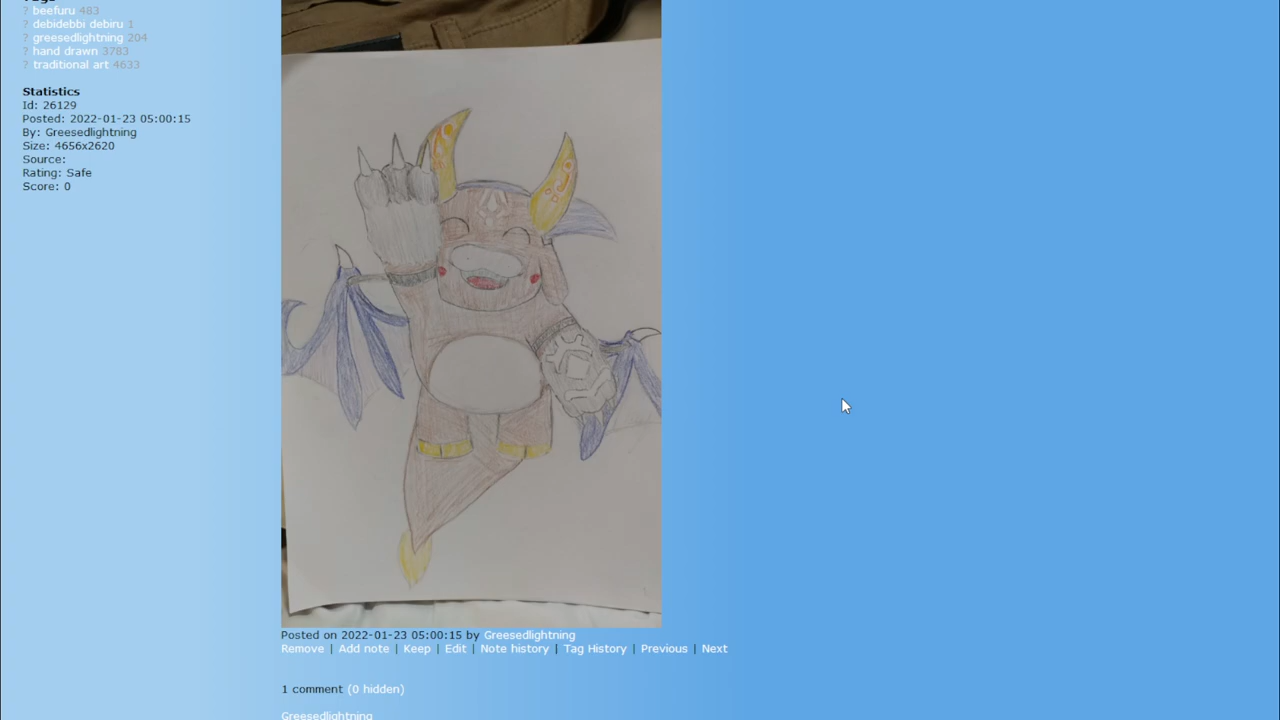 ? beefuru 483
? debidebbi debiru 1
? greesedlightning 204
? hand drawn 3783
? traditional art 4633
Statistics
Id: 26129
Posted: 2022-01-23 05:00:15
By: Greesedlightning
Size: 4656x2620
Source:
Rating: Safe
Score: 0
Posted on 2022-01-23 05:00:15 by Greesedlightning
Remove | Add note | Keep | Edit | Note history | Tag History | Previous | Next
1 comment (0 hidden)
Greesedlightning